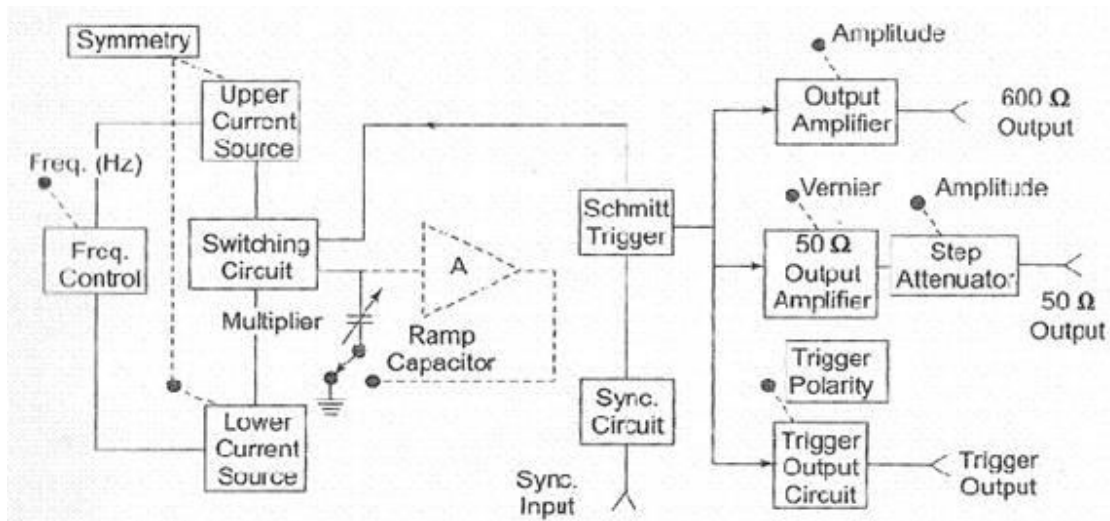 Symmetry
Upper
Current
Source
Freq. (Hz)
Freq.
Control
Switching
Circuit
Multiplier
A
Ramp
Capacitor
Lower
Current
Source
Schmitt
Trigger
Sync.
Circuit
Sync.
Input
Amplitude
Output
Amplifier
600 Ω
Output
Vernier
50 Ω
Output
Amplifier
Amplitude
Step
Attenuator
50 Ω
Output
Trigger
Polarity
Trigger
Output
Circuit
Trigger
Output